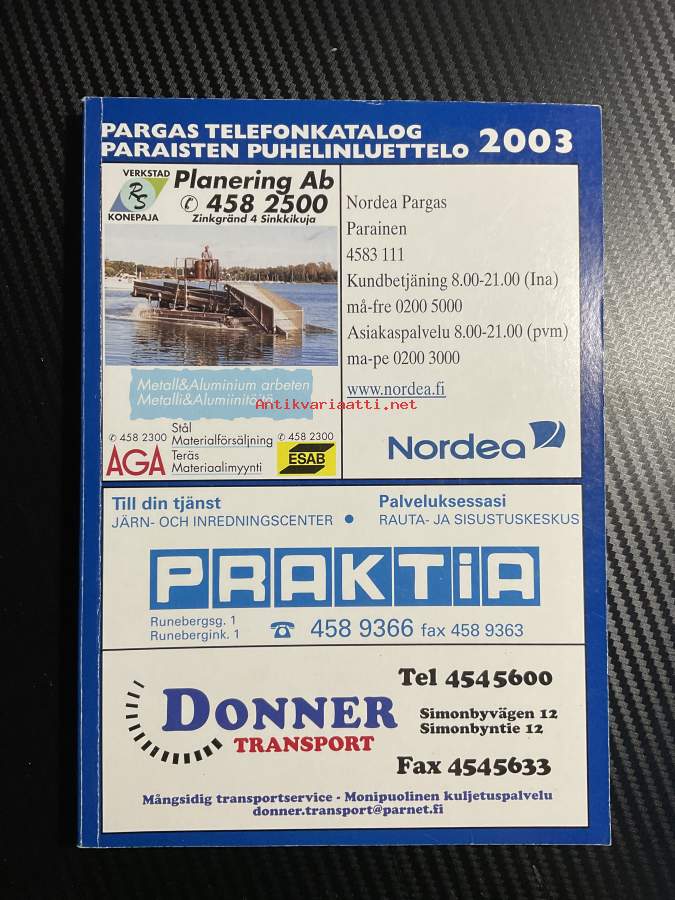 PARGAS TELEFONKATALOG
PARAISTEN PUHELINLUETTELO 2003
VERKSTAD
RS
KONEPAJA
Planering Ab
✆ 458 2500
Zinkgränd 4 Sinkkikuja
Metall&Aluminium arbeten
Metalli&Alumiinitöitä
Stål
✆ 458 2300 Materialförsäljning ✆ 458 2300
AGA Teräs ESAB
Materiaalimyynti
Nordea Pargas
Parainen
4583 111
Kundbetjäning 8.00-21.00 (Ina)
må-fre 0200 5000
Asiakaspalvelu 8.00-21.00 (pvm)
ma-pe 0200 3000
www.nordea.fi
Nordea
Antikvariaatti.net
Till din tjänst
JÄRN- OCH INREDNINGSCENTER •
Palveluksessasi
RAUTA- JA SISUSTUSKESKUS
PRAKTiA
Runebergsg. 1
Runebergink. 1
☎ 458 9366 fax 458 9363
DONNER
TRANSPORT
Tel 4545600
Simonbyvägen 12
Simonbyntie 12
Fax 4545633
Mångsidig transportservice - Monipuolinen kuljetuspalvelu
donner.transport@parnet.fi